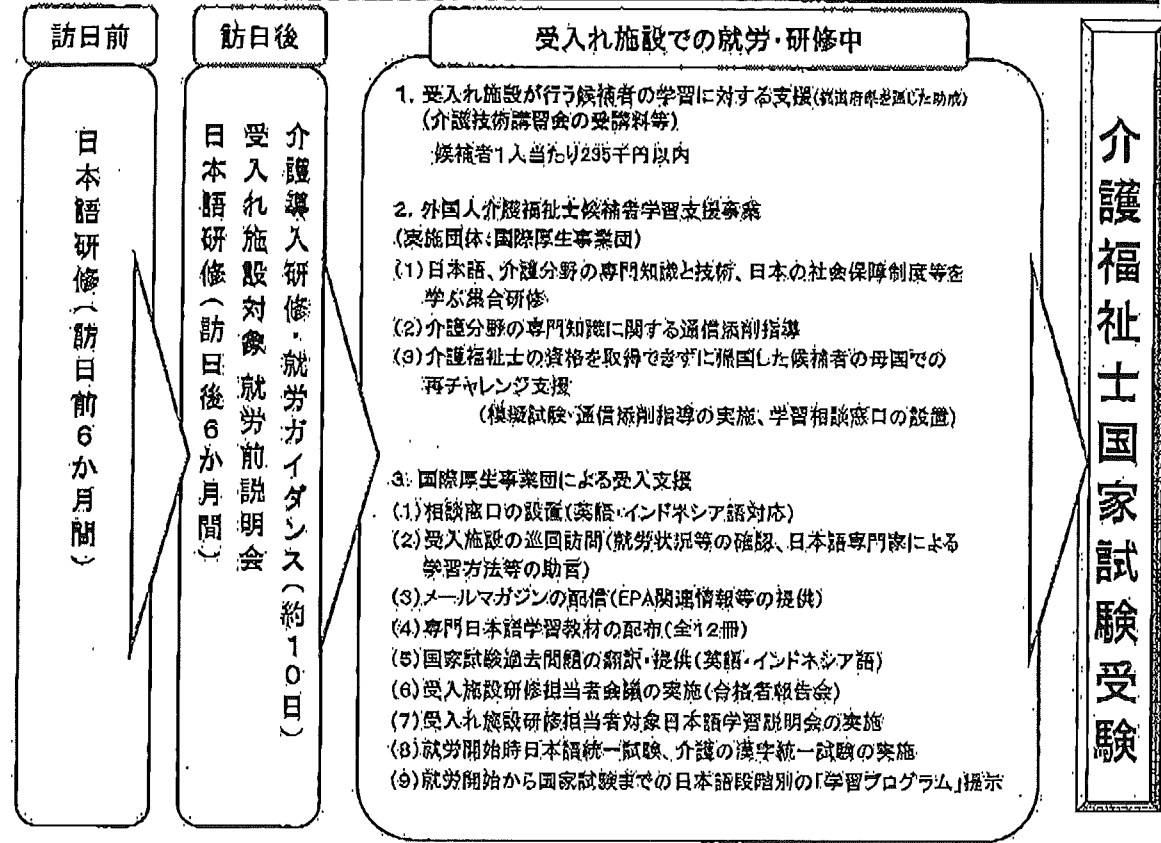 訪日前
日本語研修(訪日前6か月間)
訪日後
介護導入研修・就労ガイダンス(約10日)
受入れ施設対象 就労前説明会
日本語研修(訪日後6か月間)
受入れ施設での就労・研修中
1. 受入れ施設が行う候補者の学習に対する支援(都道府県を通じた助成)
(介護技術講習会の受講料等)
候補者1人当たり235千円以内
2. 外国人介護福祉士候補者学習支援事業
(実施団体:国際厚生事業団)
(1)日本語、介護分野の専門知識と技術、日本の社会保障制度等を
学ぶ集合研修
(2)介護分野の専門知識に関する通信添削指導
(3)介護福祉士の資格を取得できずに帰国した候補者の母国での
再チャレンジ支援
(模擬試験・通信添削指導の実施、学習相談窓口の設置)
3. 国際厚生事業団による受入支援
(1)相談窓口の設置(英語・インドネシア語対応)
(2)受入施設の巡回訪問(就労状況等の確認、日本語専門家による
学習方法等の助言)
(3)メールマガジンの配信(EPA関連情報等の提供)
(4)専門日本語学習教材の配布(全12冊)
(5)国家試験過去問題の翻訳・提供(英語・インドネシア語)
(6)受入施設研修担当者会議の実施(合格者報告会)
(7)受入れ施設研修担当者対象日本語学習説明会の実施
(8)就労開始時日本語統一試験、介護の漢字統一試験の実施
(9)就労開始から国家試験までの日本語段階別の「学習プログラム」提示
介護福祉士国家試験受験